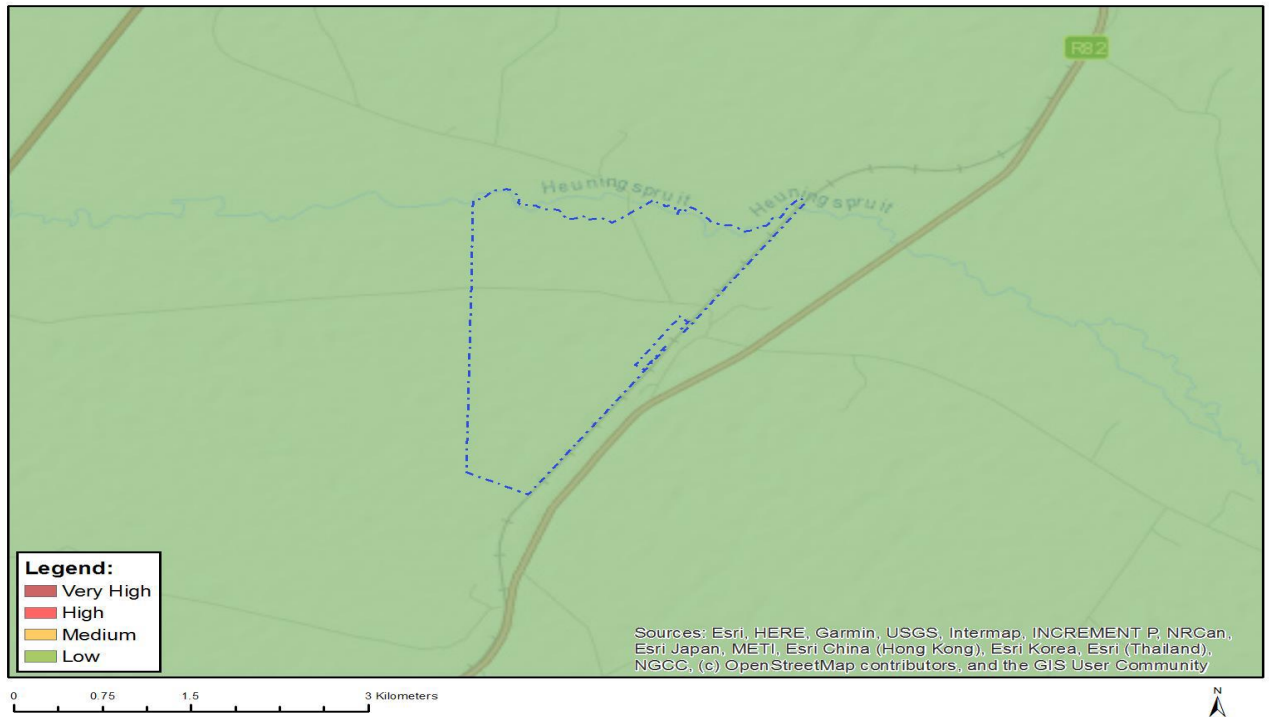 R82
Heuningspruit
Heuningspruit
Legend:
Very High
High
Medium
Low
Sources: Esri, HERE, Garmin, USGS, Intermap, INCREMENT P, NRCan,
Esri Japan, METI, Esri China (Hong Kong), Esri Korea, Esri (Thailand),
NGCC, (c) OpenStreetMap contributors, and the GIS User Community
0 0.75 1.5 3 Kilometers
N